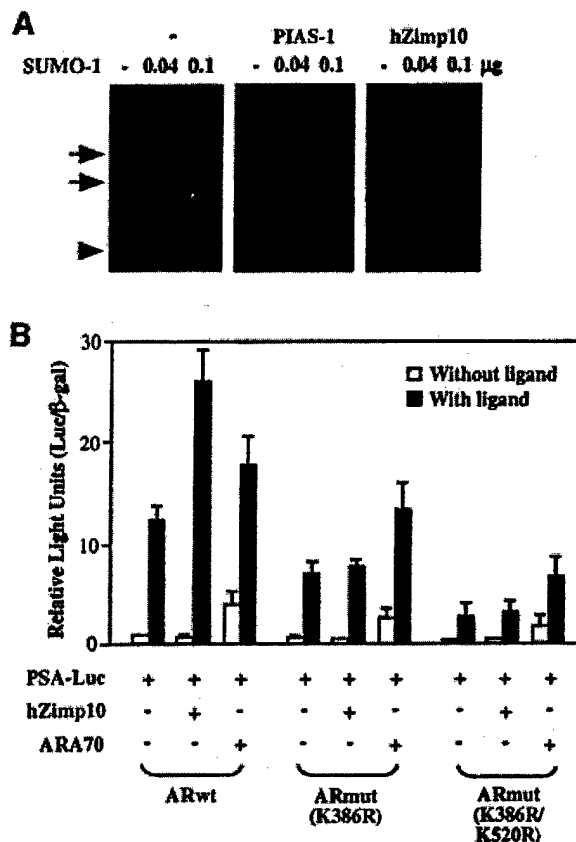 A
- PIAS-1 hZimp10
SUMO-1 - 0.04 0.1 - 0.04 0.1 - 0.04 0.1 μg
B
30
20
10
0
Relative Light Units (Luc/β-gal)
Without ligand
With ligand
PSA-Luc + + + + + + + + +
hZimp10 - + - - + - - + -
ARA70 - - + - - + - - +
ARwt ARmut ARmut
(K386R) (K386R/
K520R)